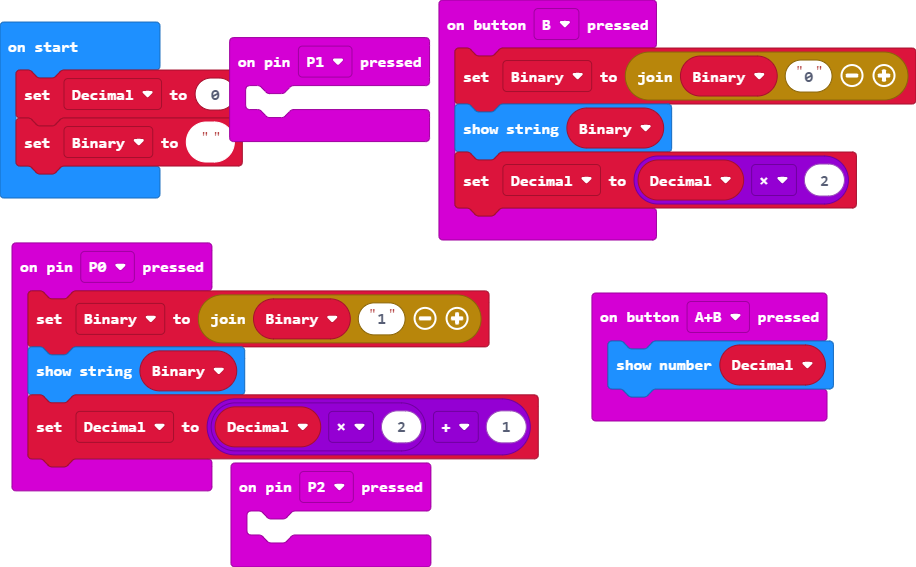 on start
set Decimal to 0
set Binary to " "
on pin P1 pressed
on button B pressed
set Binary to join Binary "0"
show string Binary
set Decimal to Decimal × 2
on pin P0 pressed
set Binary to join Binary "1"
show string Binary
set Decimal to Decimal × 2 + 1
on button A+B pressed
show number Decimal
on pin P2 pressed